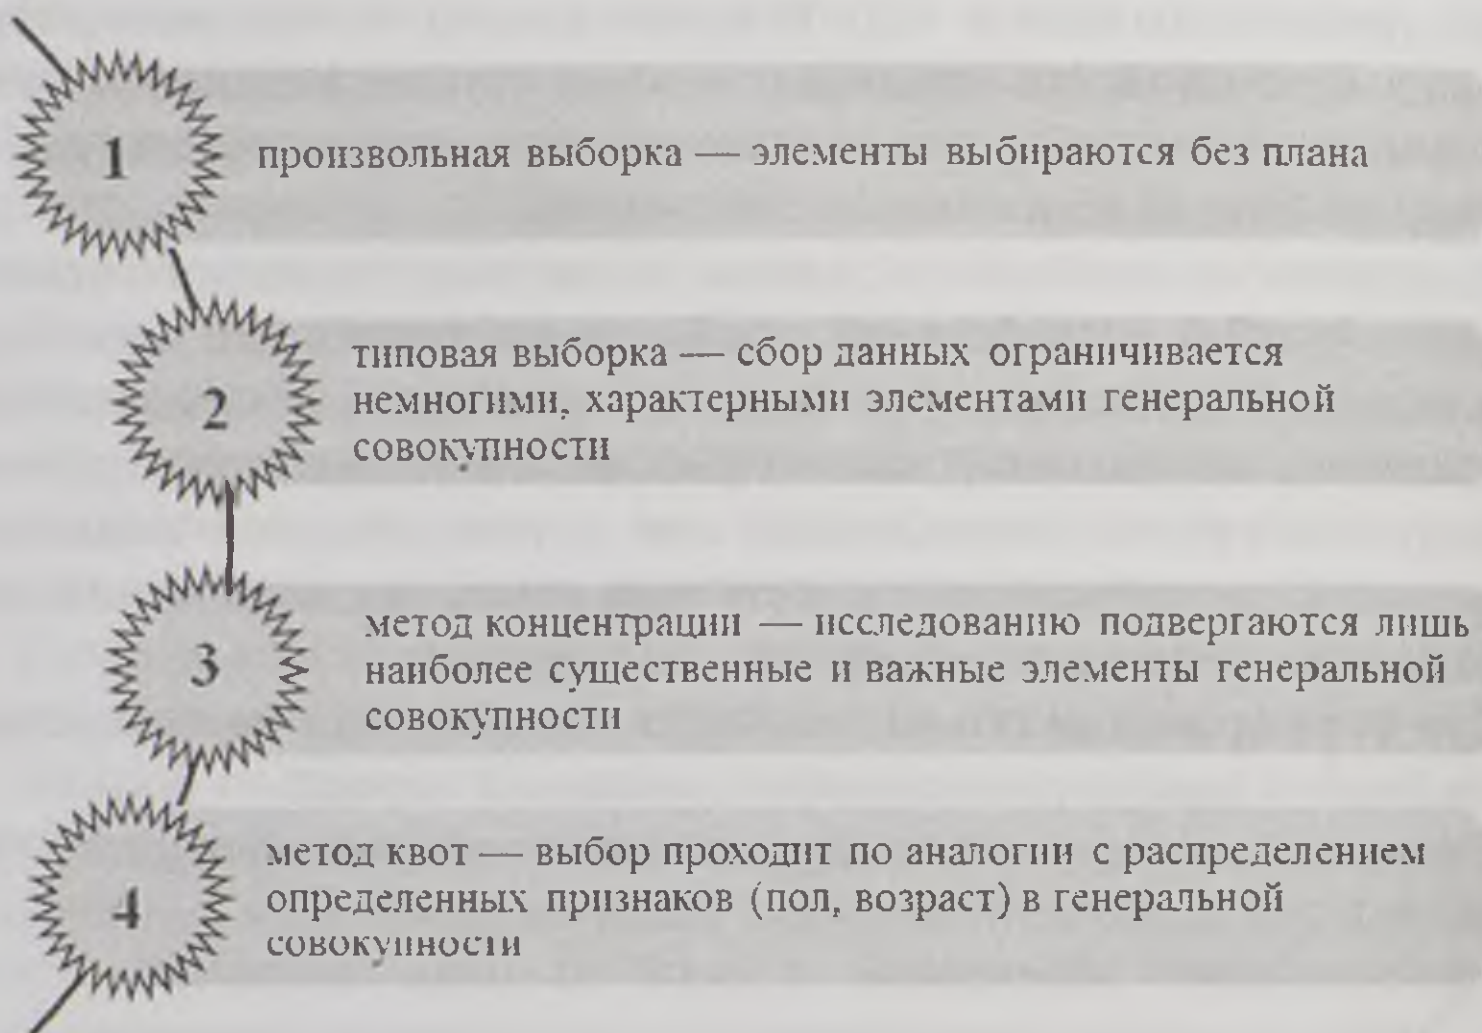 1
произвольная выборка — элементы выбираются без плана
2
типовая выборка — сбор данных ограничивается
немногими, характерными элементами генеральной
совокупности
3
метод концентрации — исследованию подвергаются лишь
наиболее существенные и важные элементы генеральной
совокупности
4
метод квот — выбор проходит по аналогии с распределением
определенных признаков (пол, возраст) в генеральной
совокупности